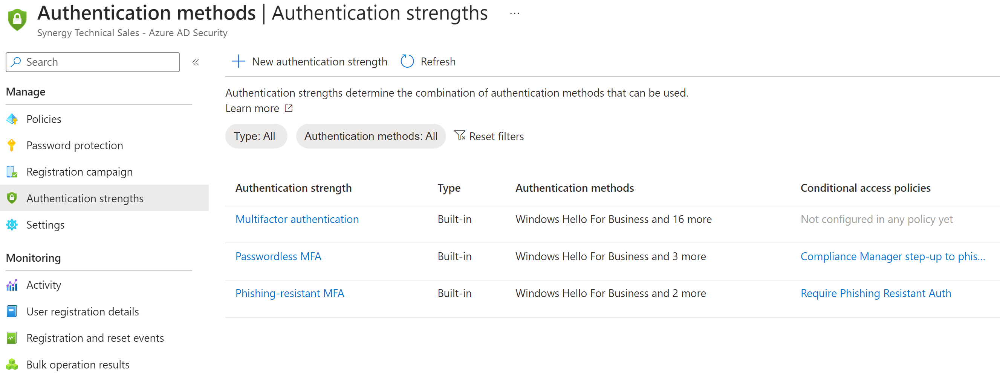 Authentication methods | Authentication strengths ...
Synergy Technical Sales - Azure AD Security
Search «
New authentication strength Refresh
Manage
Policies
Password protection
Registration campaign
Authentication strengths
Settings
Monitoring
Activity
User registration details
Registration and reset events
Bulk operation results
Authentication strengths determine the combination of authentication methods that can be used.
Learn more
Type: All Authentication methods: All Reset filters
Authentication strength Type Authentication methods Conditional access policies
Multifactor authentication Built-in Windows Hello For Business and 16 more Not configured in any policy yet
Passwordless MFA Built-in Windows Hello For Business and 3 more Compliance Manager step-up to phis...
Phishing-resistant MFA Built-in Windows Hello For Business and 2 more Require Phishing Resistant Auth